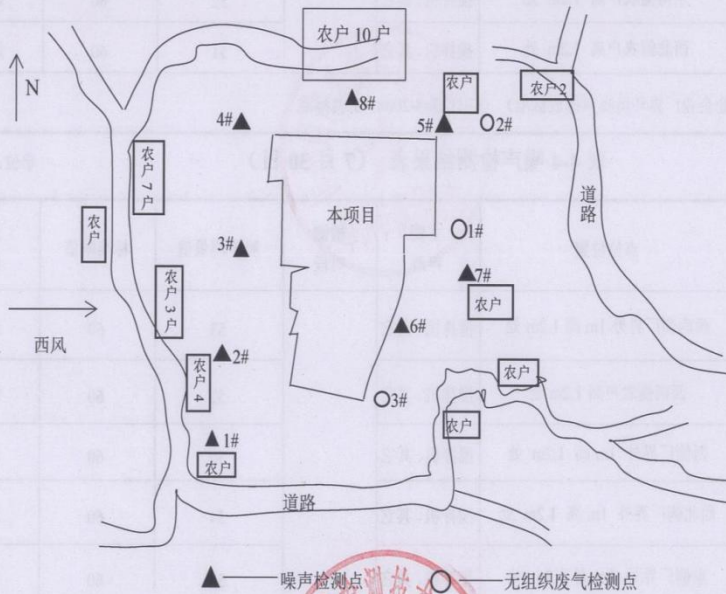 农户 10户
N
农户
农户2
8#
4#
5#
2#
农户7户
农户
本项目
道路
1#
3#
7#
农户3户
农户
西风
6#
2#
农户4
农户
3#
农户
1#
农户
道路
噪声检测点
无组织废气检测点